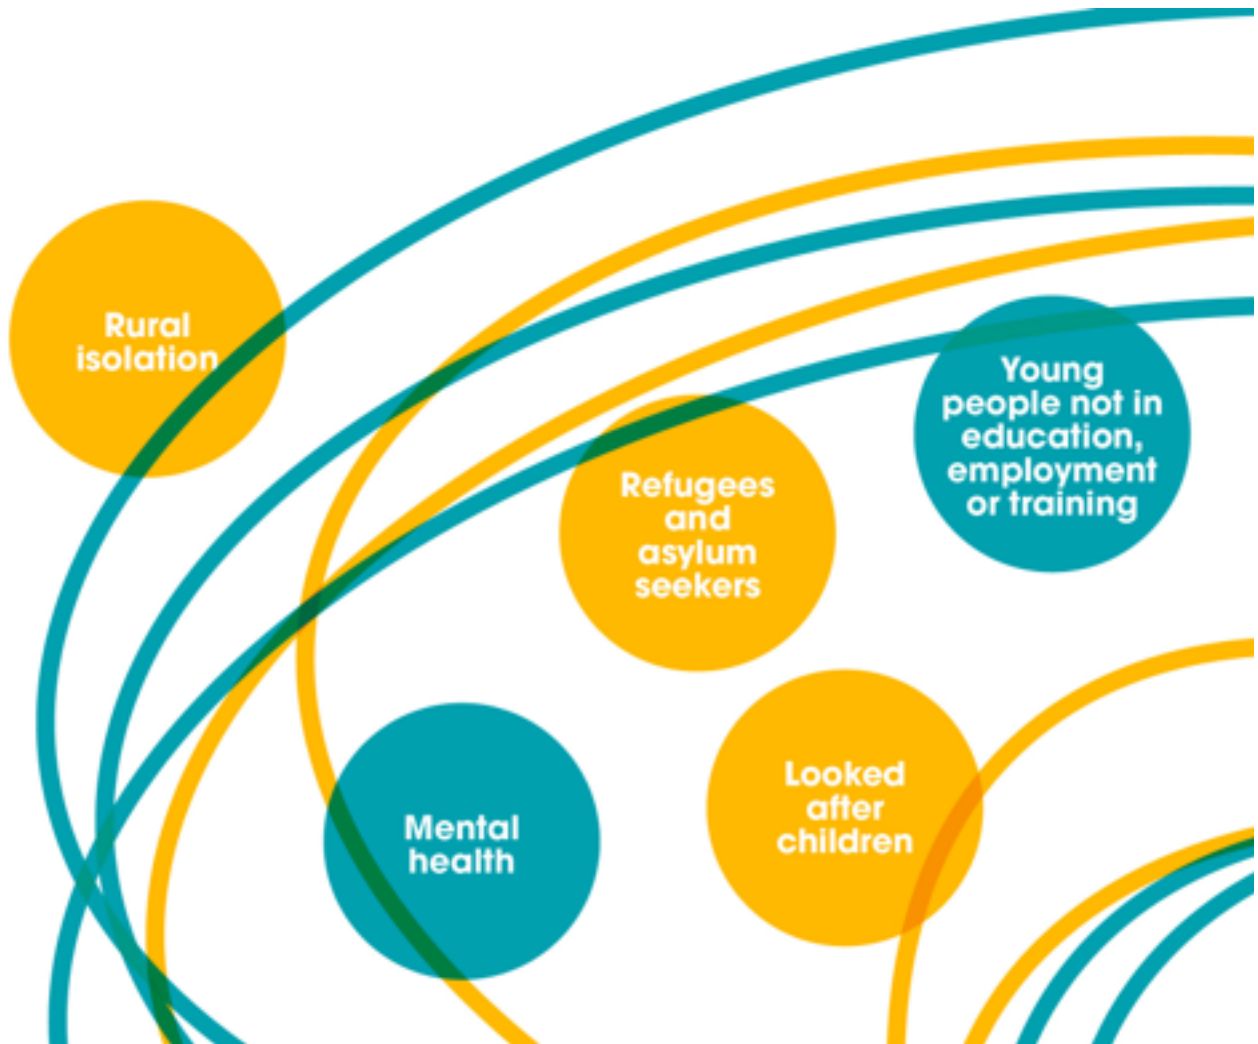 Rural
isolation
Young
people not in
education,
employment
or training
Refugees
and
asylum
seekers
Looked
after
children
Mental
health